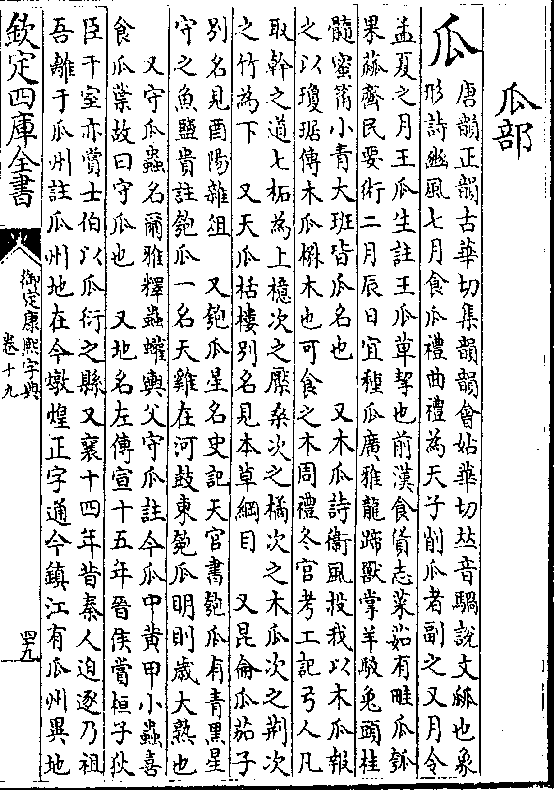 瓜部
瓜
唐韻正韻古華切集韻韻會姑華切𠀤音騧說文㼌也象
形詩豳風七月食瓜禮曲禮為天子削瓜者副之又月令
孟夏之月王瓜生註王瓜草挈也前漢食貨志菜茹有畦瓜瓠
果蓏齊民要術二月辰日宜種瓜廣雅龍蹄獸掌羊骹兔頭桂
髓蜜筩小青大班皆瓜名也　又木瓜詩衞風投我以木瓜報
之以瓊琚傳木瓜楙木也可食之木周禮冬官考工記弓人凡
取幹之道七柘為上檍次之檿桑次之橘次之木瓜次之荆次
之竹為下　又天瓜栝樓別名見本草綱目　又昆侖瓜茄子
別名見酉陽雜俎　又匏瓜星名史記天官書匏瓜有青黑星
守之魚鹽貴註匏瓜一名天雞在河鼓東匏瓜明則歲大熟也
又守瓜蟲名爾雅釋蟲蠸輿父守瓜註今瓜中黃甲小蟲喜
食瓜葉故曰守瓜也　又地名左傳宣十五年晉侯賞桓子狄
臣千室亦賞士伯以瓜衍之縣又襄十四年昔秦人迫逐乃祖
吾離于瓜州註瓜州地在今燉煌正字通今鎮江有瓜州異地
欽定四庫全書
御定康熙字典
卷十九
罒九